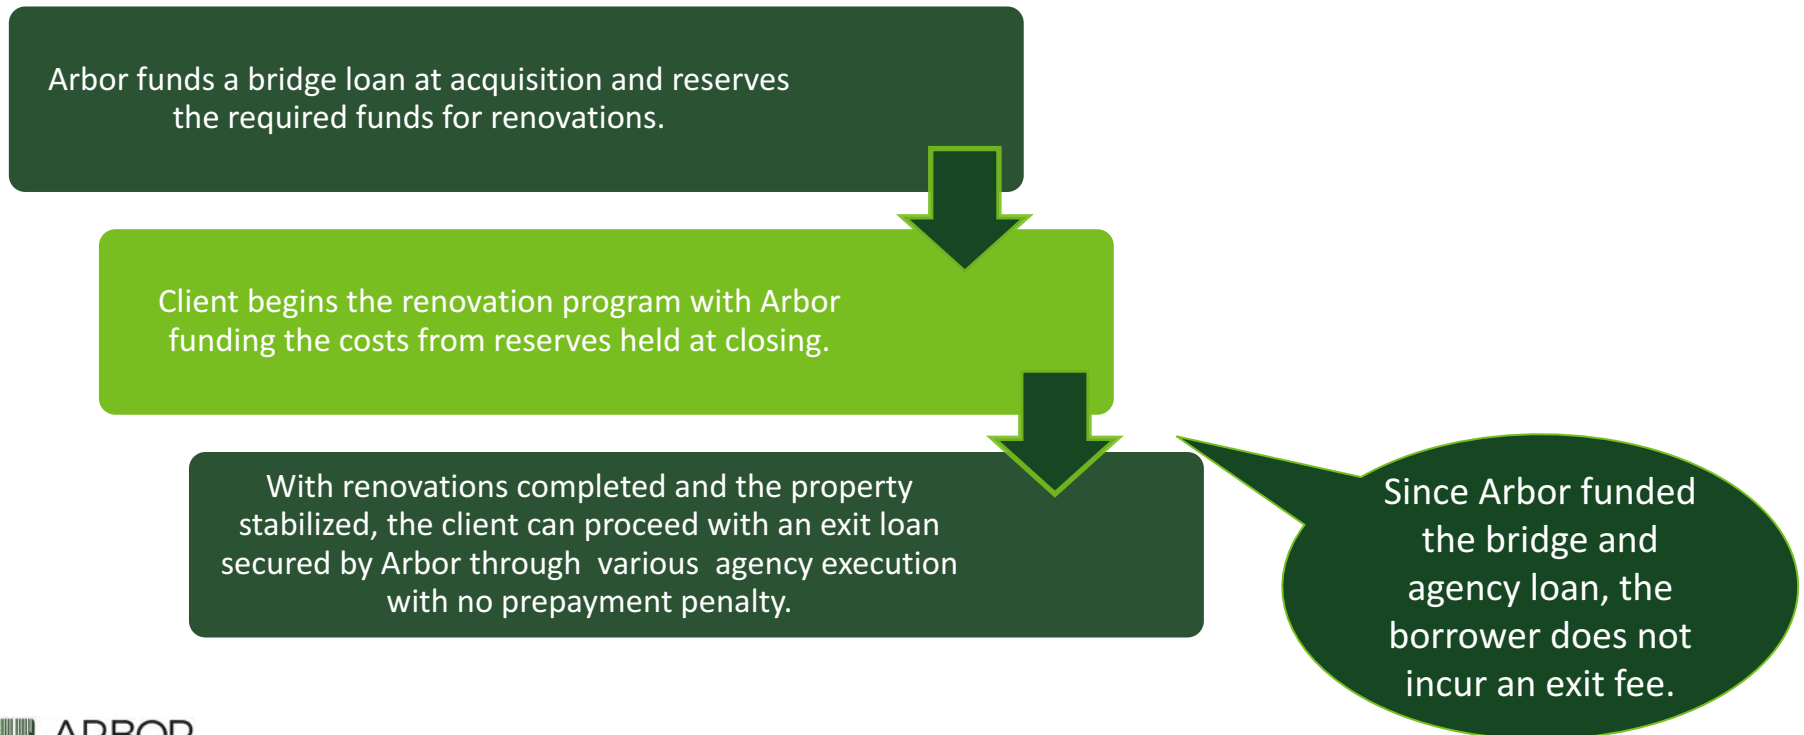 Arbor funds a bridge loan at acquisition and reserves
the required funds for renovations.
Client begins the renovation program with Arbor
funding the costs from reserves held at closing.
With renovations completed and the property
stabilized, the client can proceed with an exit loan
secured by Arbor through  various  agency execution
with no prepayment penalty.
Since Arbor funded
the bridge and
agency loan, the
borrower does not
incur an exit fee.
ARBOR